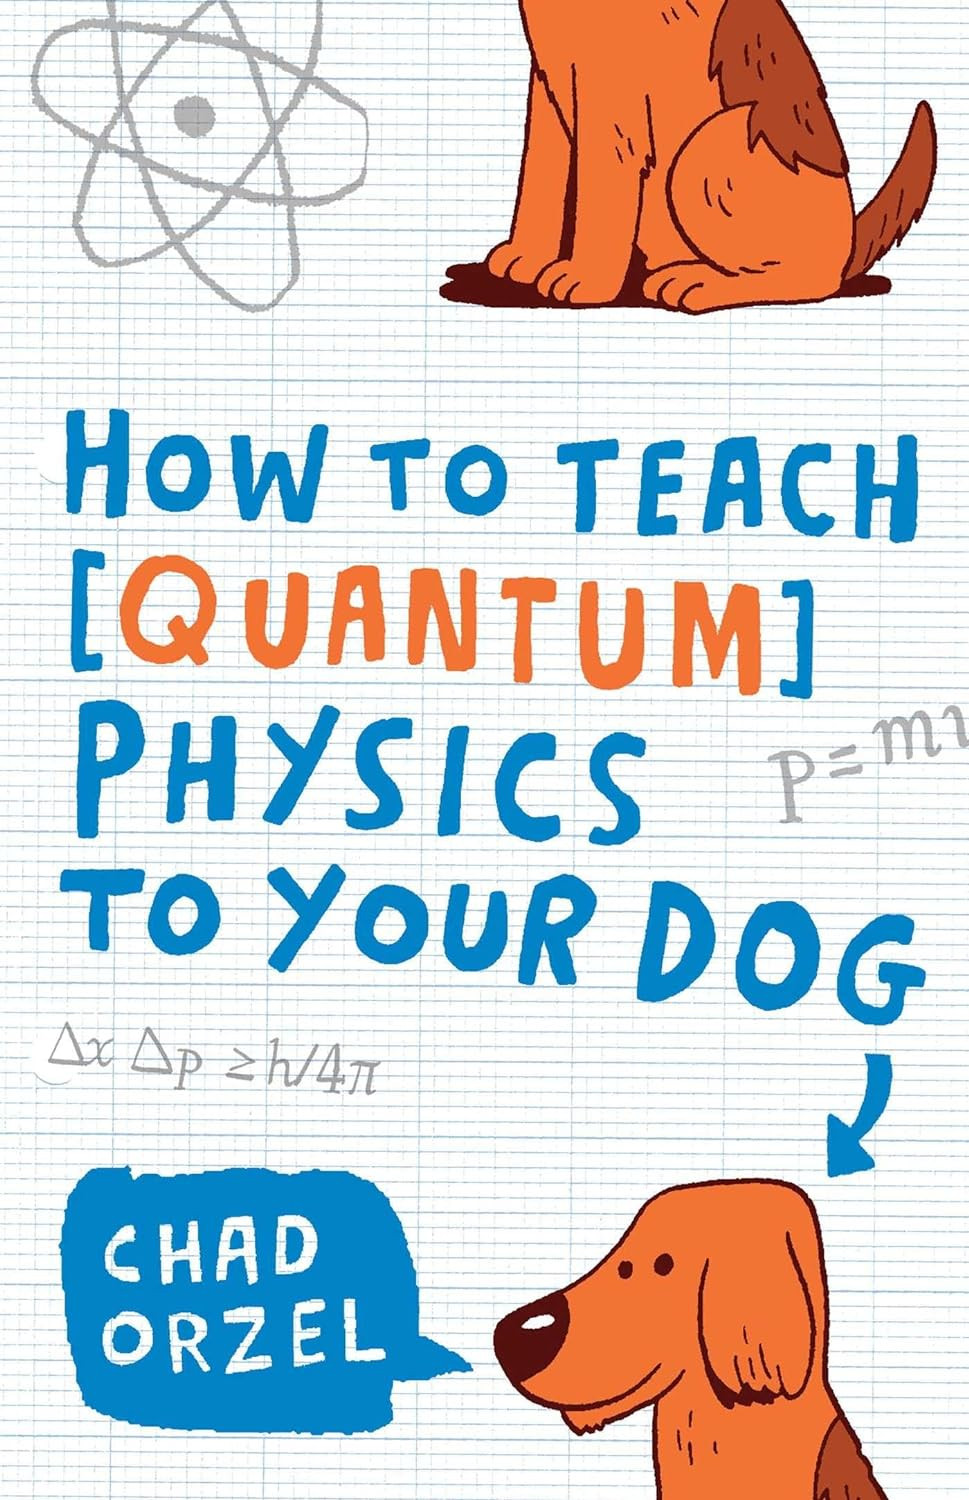 HOW TO TEACH
[QUANTUM]
PHYSICS
P = m
TO YOUR DOG
Δx Δp ≥ h/4π
CHAD
ORZEL